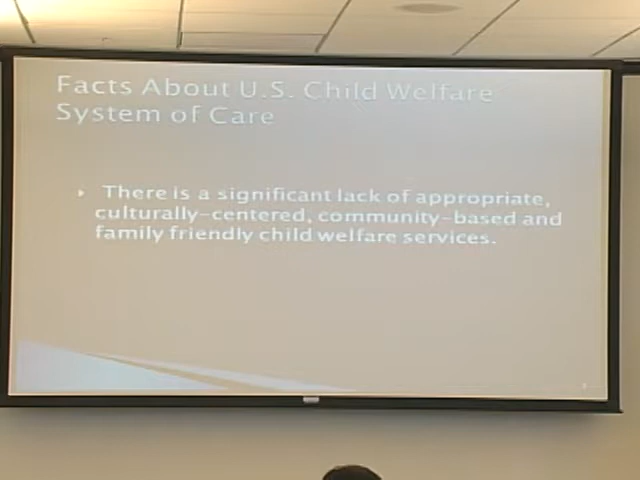 Facts About U.S. Child Welfare
System of Care
There is a significant lack of appropriate,
culturally-centered, community-based and
family friendly child welfare services.